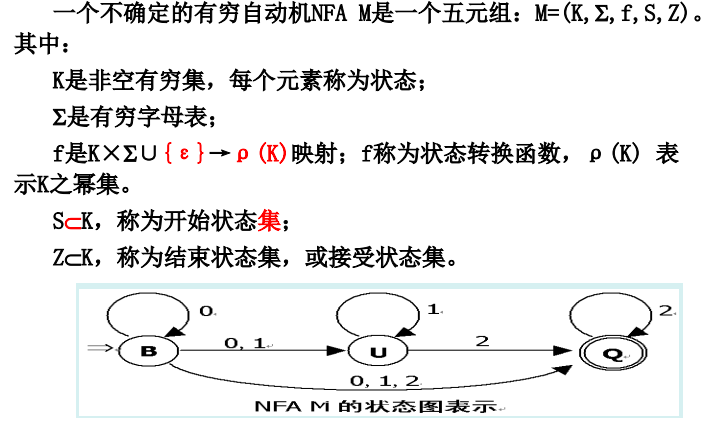 一个不确定的有穷自动机NFA M是一个五元组：M=(K,Σ,f,S,Z)。
其中：
K是非空有穷集，每个元素称为状态；
Σ是有穷字母表；
f是K×Σ∪{ε}→ρ(K)映射；f称为状态转换函数，ρ(K) 表
示K之幂集。
S⊂K，称为开始状态集；
Z⊂K，称为结束状态集，或接受状态集。
0
1
2
⇒
B
0, 1
U
2
Q
0, 1, 2
NFA M 的状态图表示